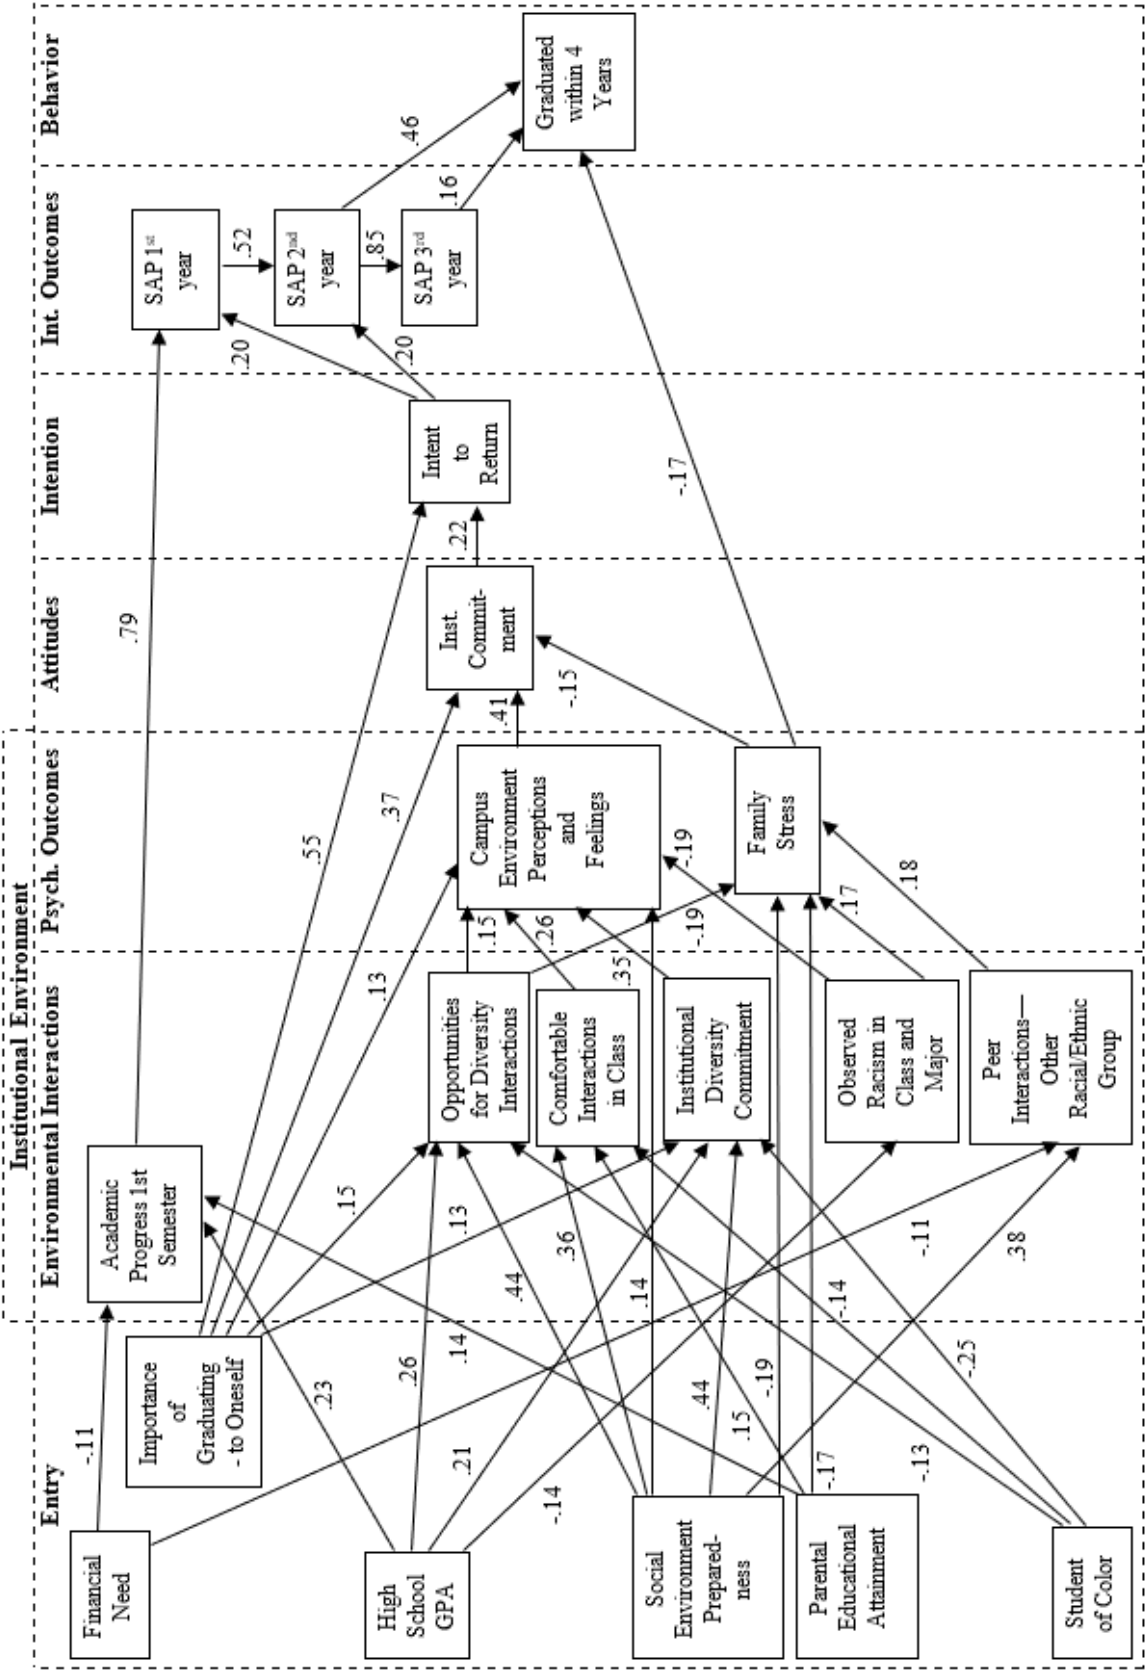 Institutional Environment
Entry
Environmental Interactions
Psych. Outcomes
Attitudes
Intention
Int. Outcomes
Behavior
Financial
Need
Importance
of
Graduating
- to Oneself
High
School
GPA
Social
Environment
Prepared-
ness
Parental
Educational
Attainment
Student
of Color
Academic
Progress 1st
Semester
Opportunities
for Diversity
Interactions
Comfortable
Interactions
in Class
Institutional
Diversity
Commitment
Observed
Racism in
Class and
Major
Peer
Interactions—
Other
Racial/Ethnic
Group
Campus
Environment
Perceptions
and
Feelings
Family
Stress
Inst.
Commit-
ment
Intent
to
Return
SAP 1st
year
SAP 2nd
year
SAP 3rd
year
Graduated
within 4
Years
-.11
.23
.26
.21
-.14
.14
.44
.15
.13
.36
.14
.44
.15
-.19
-.17
-.13
-.14
-.25
-.11
.38
.79
.55
.37
.13
.15
.26
.35
-.19
-.19
.17
.18
.41
-.15
.22
-.17
.20
.20
.52
.85
.46
.16